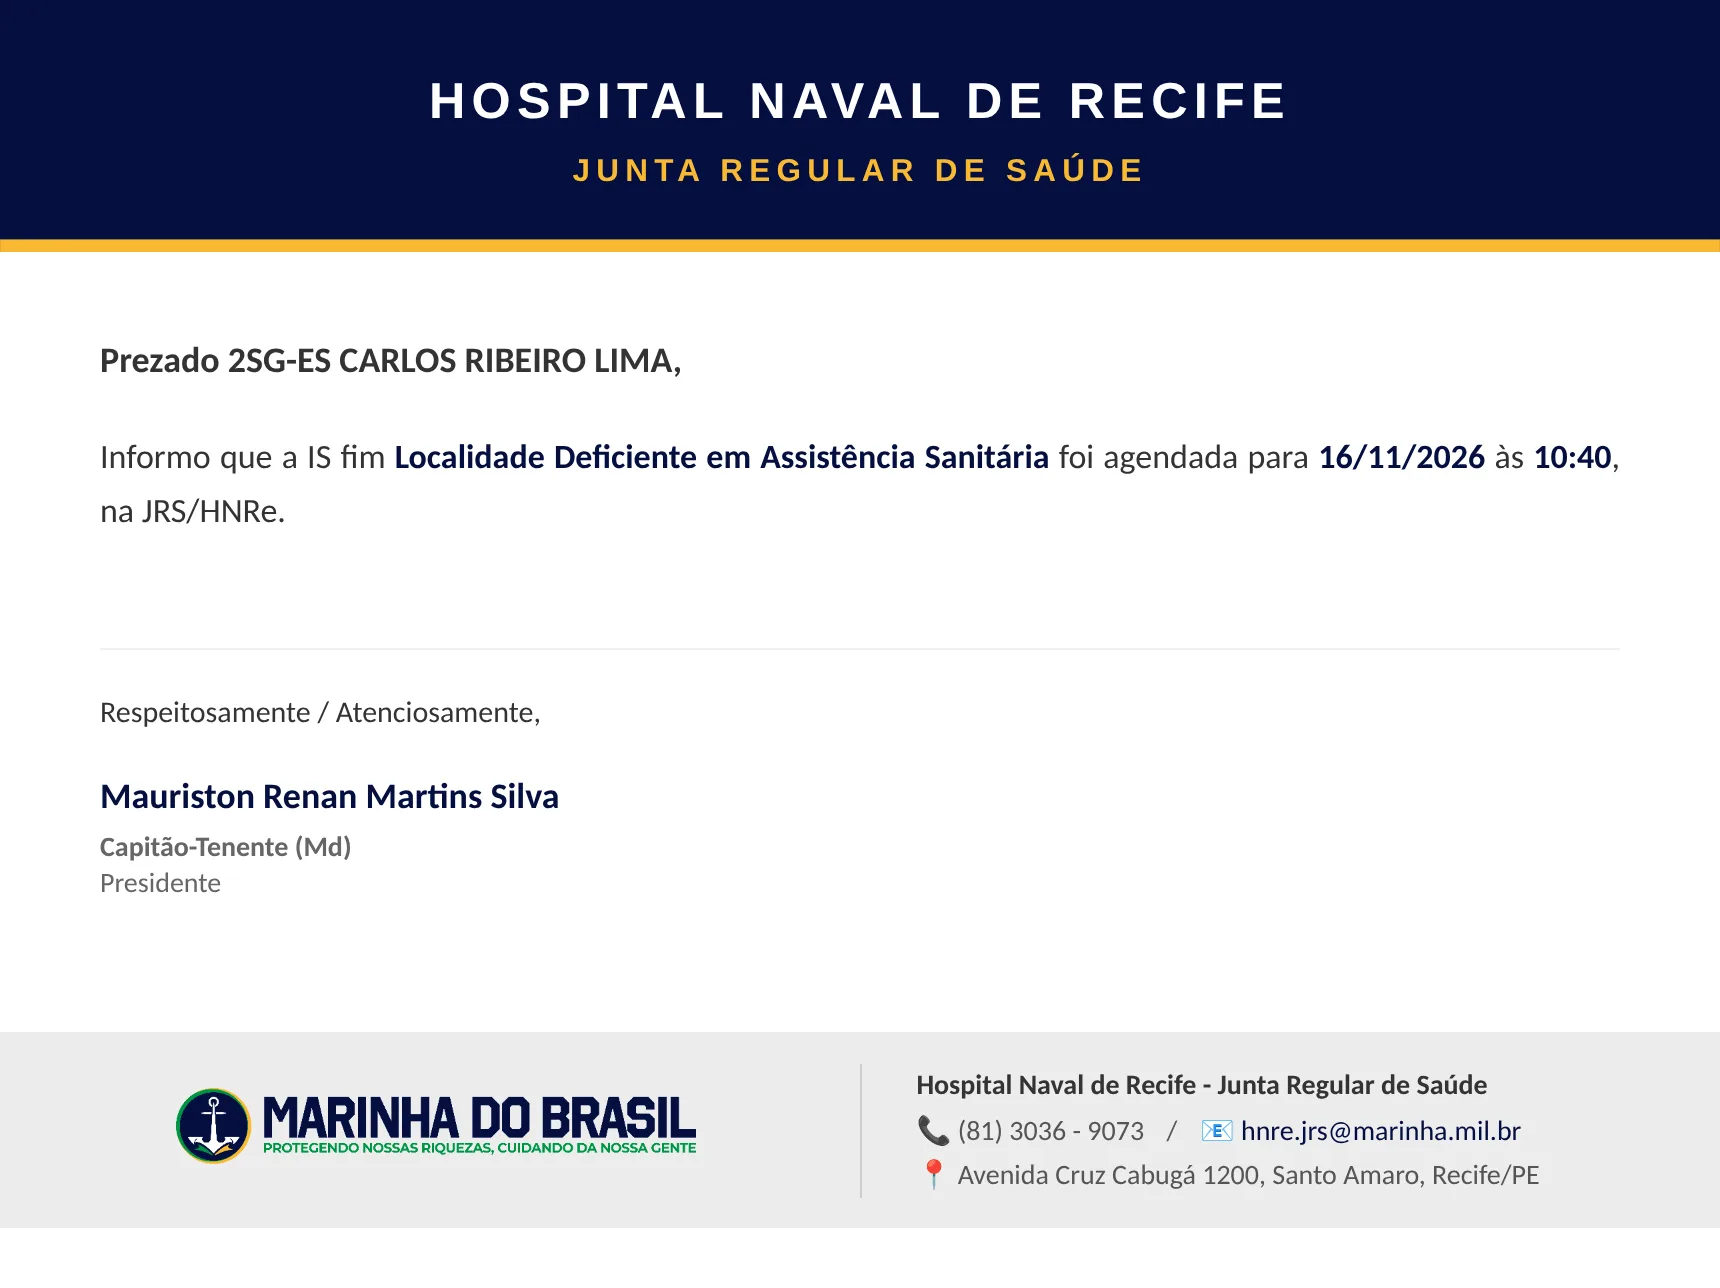 HOSPITAL NAVAL DE RECIFE
JUNTA REGULAR DE SAÚDE
Prezado 2SG-ES CARLOS RIBEIRO LIMA,
Informo que a IS fim Localidade Deficiente em Assistência Sanitária foi agendada para 16/11/2026 às 10:40,
na JRS/HNRe.
Respeitosamente / Atenciosamente,
Mauriston Renan Martins Silva
Capitão-Tenente (Md)
Presidente
MARINHA DO BRASIL
PROTEGENDO NOSSAS RIQUEZAS, CUIDANDO DA NOSSA GENTE
Hospital Naval de Recife - Junta Regular de Saúde
(81) 3036 - 9073 / hnre.jrs@marinha.mil.br
Avenida Cruz Cabugá 1200, Santo Amaro, Recife/PE